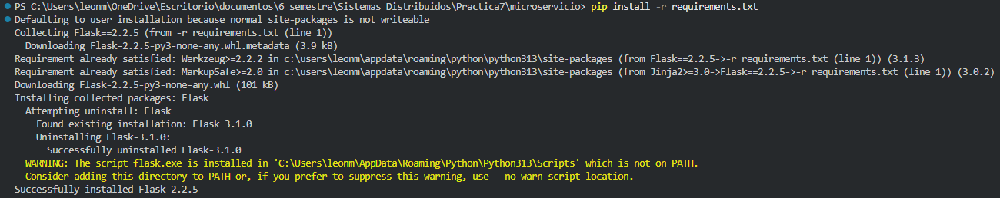 PS C:\Users\leonm\OneDrive\Escritorio\documentos\6 semestre\Sistemas Distribuidos\Practica7\microservicio> pip install -r requirements.txt
Defaulting to user installation because normal site-packages is not writeable
Collecting Flask==2.2.5 (from -r requirements.txt (line 1))
  Downloading Flask-2.2.5-py3-none-any.whl.metadata (3.9 kB)
Requirement already satisfied: Werkzeug>=2.2.2 in c:\users\leonm\appdata\roaming\python\python313\site-packages (from Flask==2.2.5->-r requirements.txt (line 1)) (3.1.3)
Requirement already satisfied: MarkupSafe>=2.0 in c:\users\leonm\appdata\roaming\python\python313\site-packages (from Jinja2>=3.0->Flask==2.2.5->-r requirements.txt (line 1)) (3.0.2)
Downloading Flask-2.2.5-py3-none-any.whl (101 kB)
Installing collected packages: Flask
  Attempting uninstall: Flask
    Found existing installation: Flask 3.1.0
    Uninstalling Flask-3.1.0:
      Successfully uninstalled Flask-3.1.0
  WARNING: The script flask.exe is installed in 'C:\Users\leonm\AppData\Roaming\Python\Python313\Scripts' which is not on PATH.
  Consider adding this directory to PATH or, if you prefer to suppress this warning, use --no-warn-script-location.
Successfully installed Flask-2.2.5